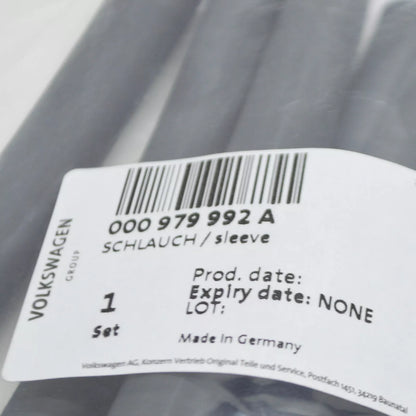 000 979 992 A
SCHLAUCH / sleeve
VOLKSWAGEN
GROUP
Prod. date:
Expiry date: NONE
LOT:
1
Set
Made in Germany
Volkswagen AG, Konzern Vertrieb Original Teile und Service, Postfach 1451, 34219 Baunatal